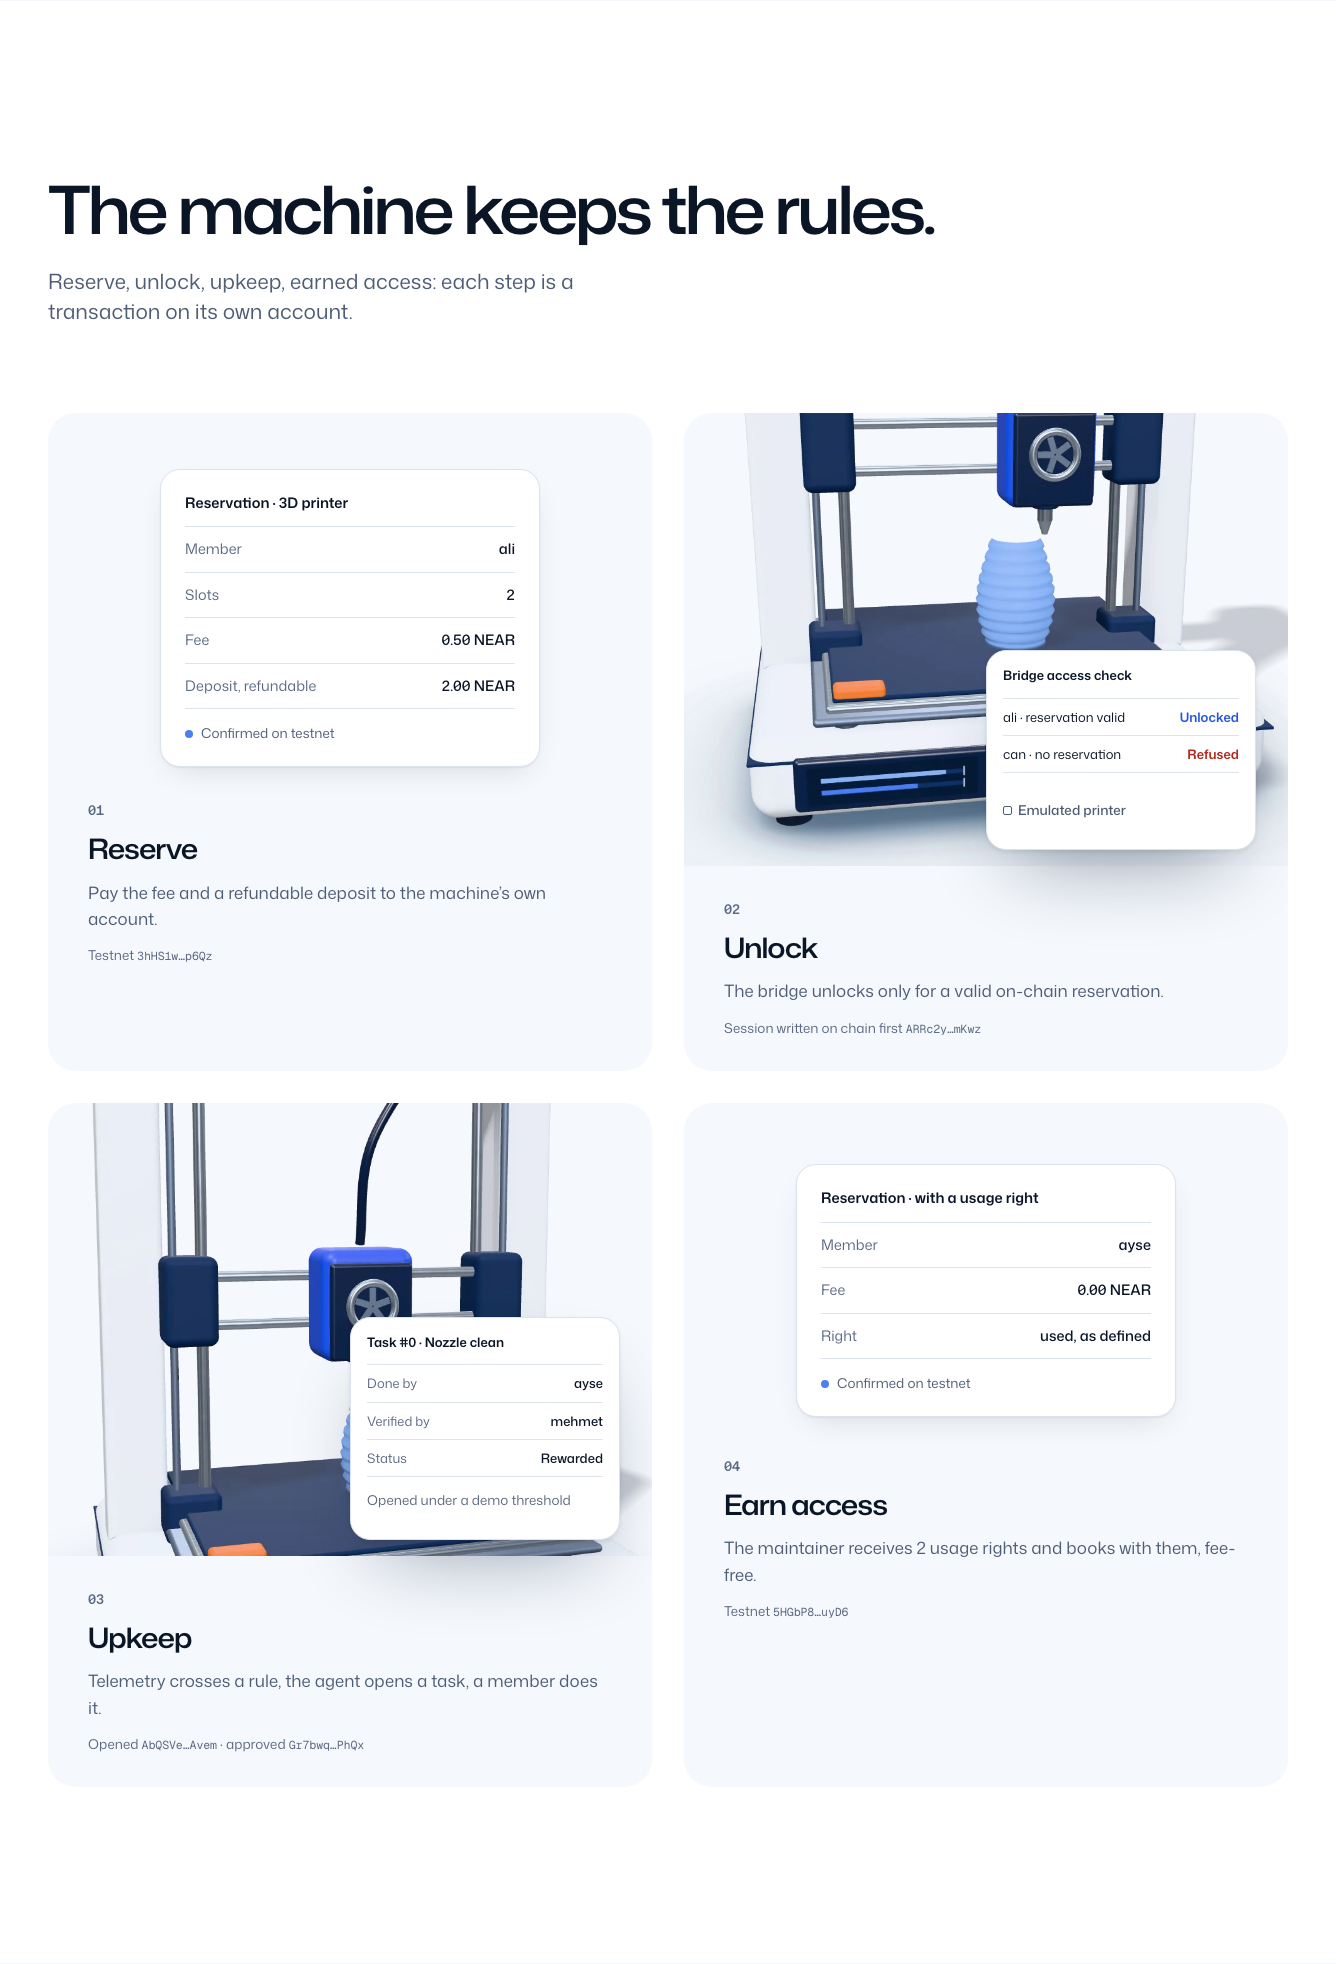 The machine keeps the rules.
Reserve, unlock, upkeep, earned access: each step is a
transaction on its own account.
Reservation · 3D printer
Member ali
Slots 2
Fee 0.50 NEAR
Deposit, refundable 2.00 NEAR
Confirmed on testnet
01
Reserve
Pay the fee and a refundable deposit to the machine’s own
account.
Testnet 3hHS1w…p6Qz
Bridge access check
ali · reservation valid Unlocked
can · no reservation Refused
Emulated printer
02
Unlock
The bridge unlocks only for a valid on-chain reservation.
Session written on chain first ARRc2y…mKwz
Task #0 · Nozzle clean
Done by ayse
Verified by mehmet
Status Rewarded
Opened under a demo threshold
03
Upkeep
Telemetry crosses a rule, the agent opens a task, a member does
it.
Opened AbQSVe…Avem · approved Gr7bwq…PhQx
Reservation · with a usage right
Member ayse
Fee 0.00 NEAR
Right used, as defined
Confirmed on testnet
04
Earn access
The maintainer receives 2 usage rights and books with them, fee-
free.
Testnet 5HGbP8…uyD6